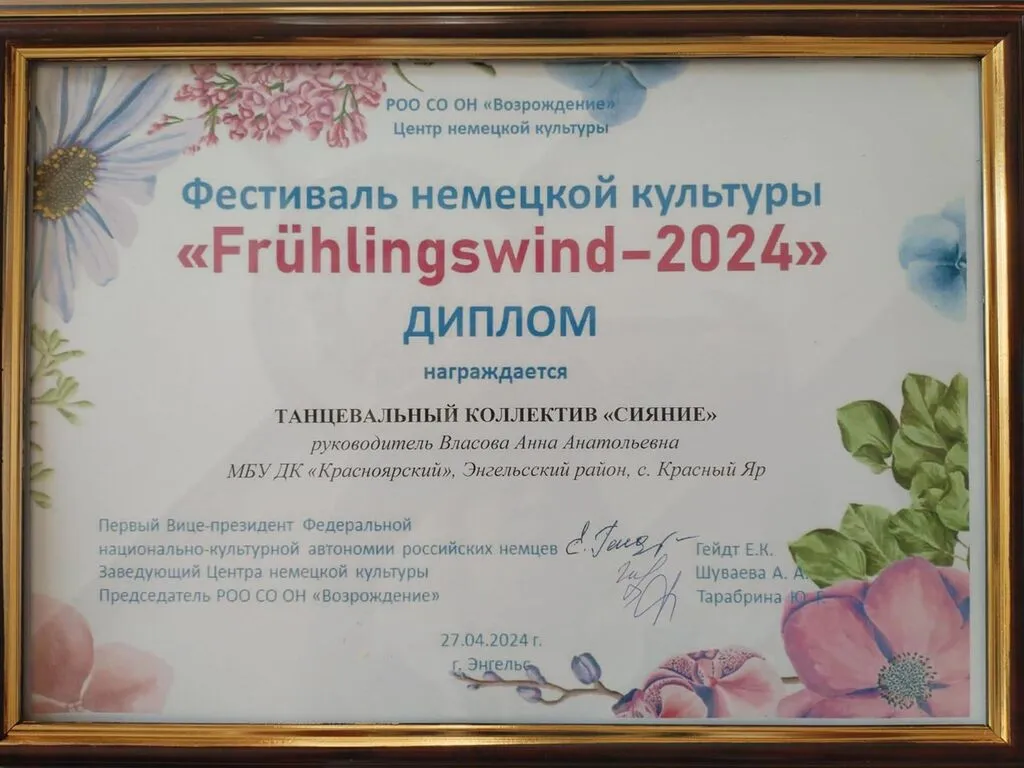 РОО СО ОН «Возрождение»
Центр немецкой культуры
Фестиваль немецкой культуры
«Frühlingswind–2024»
ДИПЛОМ
награждается
ТАНЦЕВАЛЬНЫЙ КОЛЛЕКТИВ «СИЯНИЕ»
руководитель Власова Анна Анатольевна
МБУ ДК «Красноярский», Энгельсский район, с. Красный Яр
Первый Вице-президент Федеральной
национально-культурной автономии российских немцев Гейдт Е.К.
Заведующий Центра немецкой культуры Шуваева А. А.
Председатель РОО СО ОН «Возрождение» Тарабрина Ю.
27.04.2024 г.
г. Энгельс